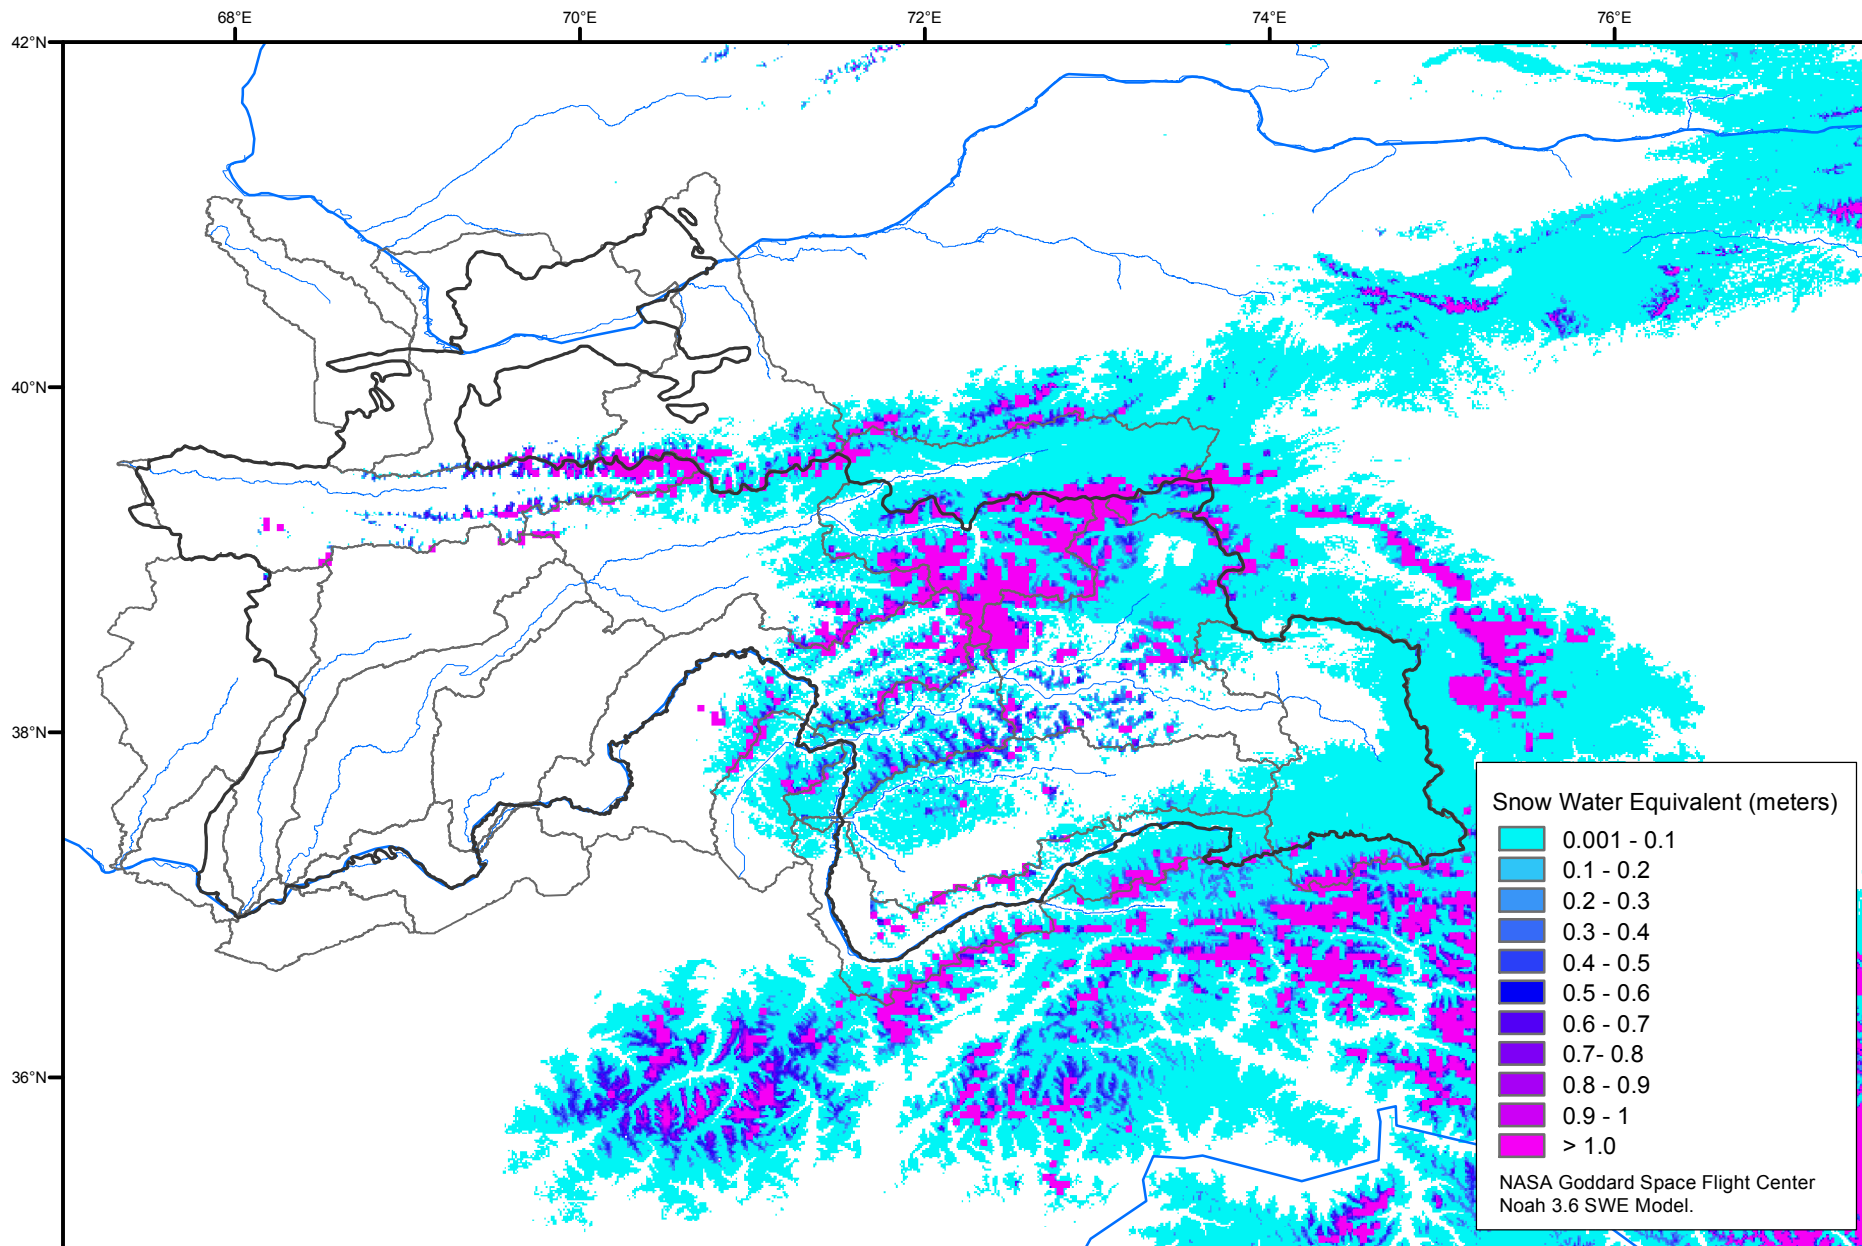 68°E
70°E
72°E
74°E
76°E
42°N
40°N
38°N
36°N
Snow Water Equivalent (meters)
0.001 - 0.1
0.1 - 0.2
0.2 - 0.3
0.3 - 0.4
0.4 - 0.5
0.5 - 0.6
0.6 - 0.7
0.7- 0.8
0.8 - 0.9
0.9 - 1
> 1.0
NASA Goddard Space Flight Center
Noah 3.6 SWE Model.